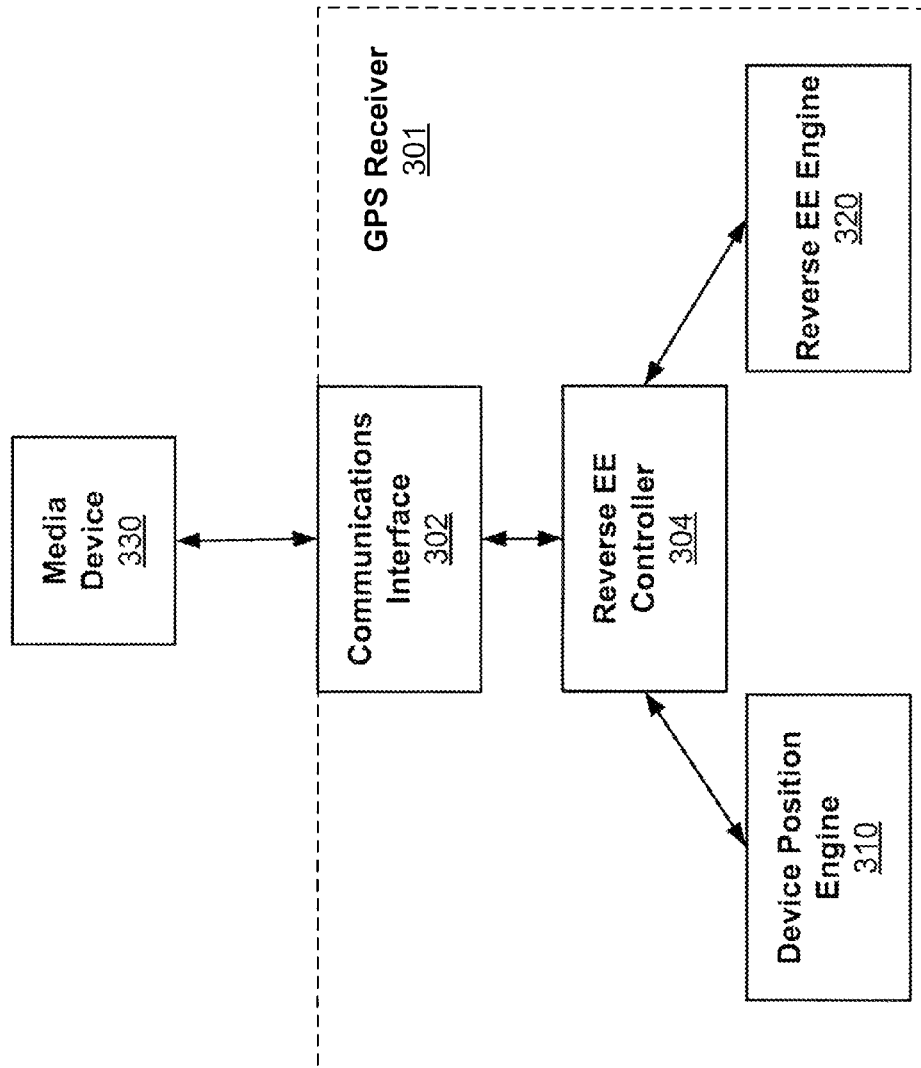 Media
Device
330
Communications
Interface
302
GPS Receiver
301
Reverse EE
Controller
304
Device Position
Engine
310
Reverse EE Engine
320